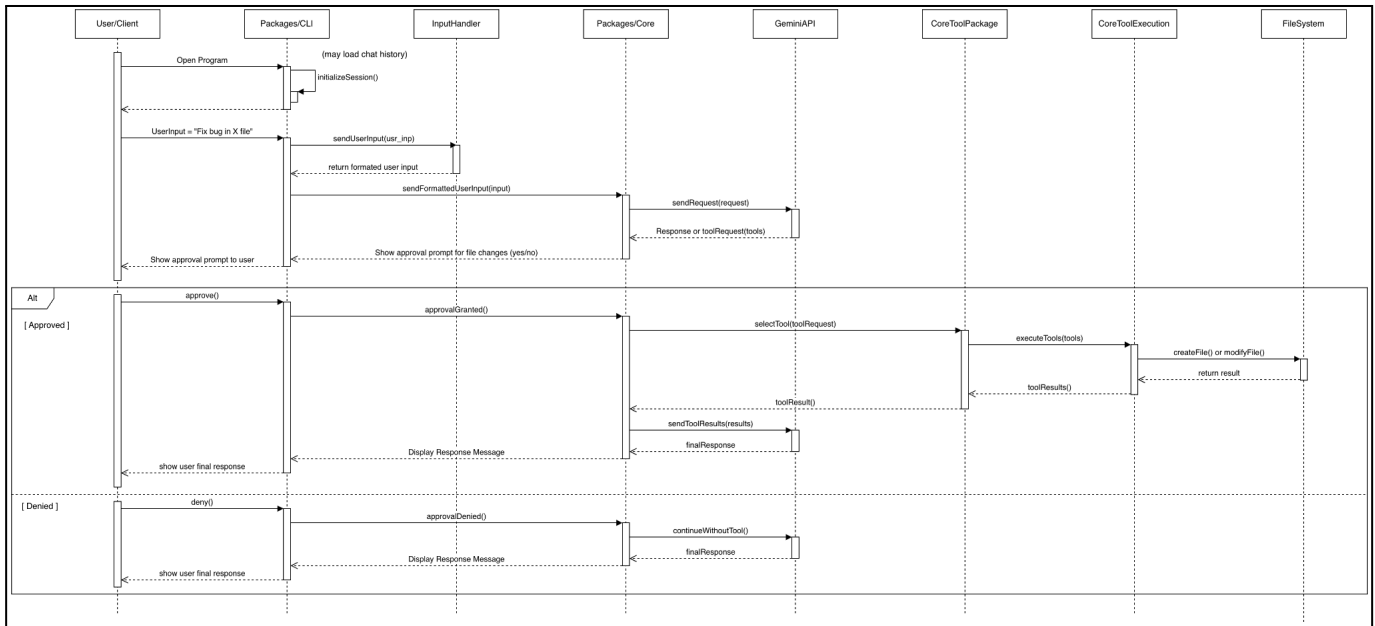 User/Client
Packages/CLI
InputHandler
Packages/Core
GeminiAPI
CoreToolPackage
CoreToolExecution
FileSystem
(may load chat history)
Open Program
initializeSession()
UserInput = "Fix bug in X file"
sendUserInput(usr_inp)
return formated user input
sendFormattedUserInput(input)
sendRequest(request)
Response or toolRequest(tools)
Show approval prompt for file changes (yes/no)
Show approval prompt to user
Alt
approve()
[ Approved ]
approvalGranted()
selectTool(toolRequest)
executeTools(tools)
createFile() or modifyFile()
return result
toolResults()
toolResult()
sendToolResults(results)
finalResponse
Display Response Message
show user final response
[ Denied ]
deny()
approvalDenied()
continueWithoutTool()
finalResponse
Display Response Message
show user final response